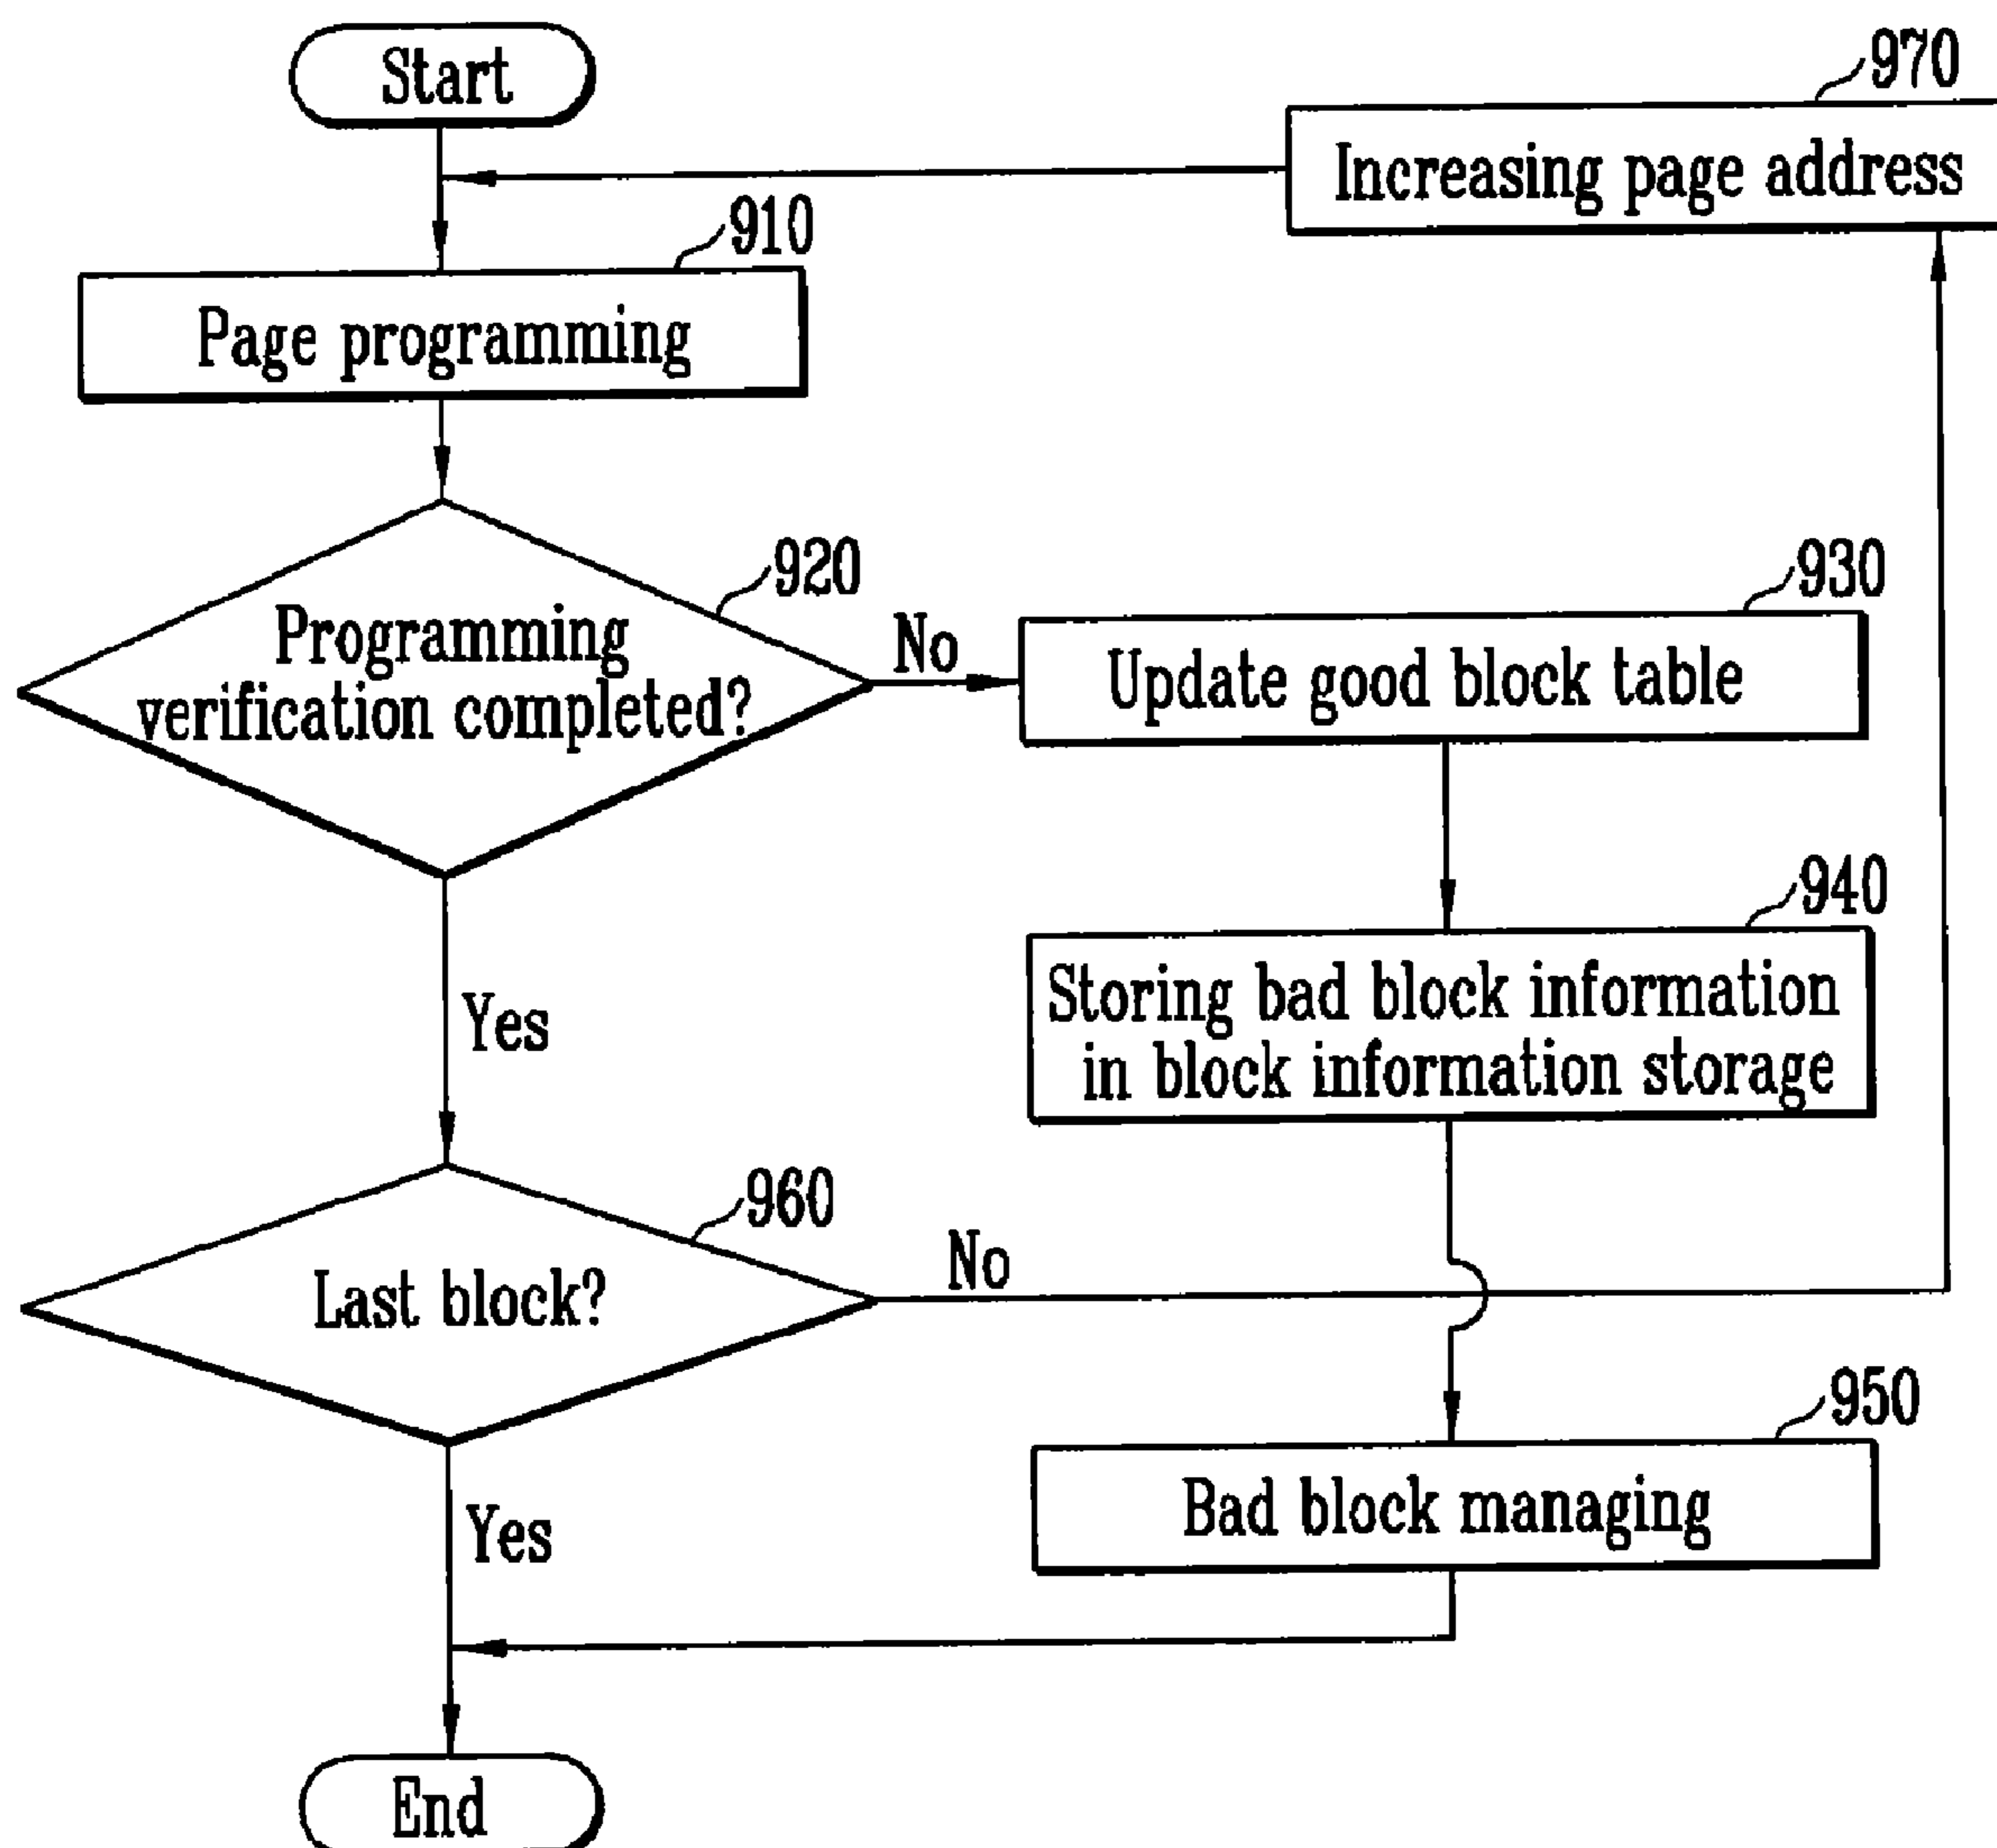 Start
970
Increasing page address
910
Page programming
920
Programming
verification completed?
No
930
Update good block table
940
Storing bad block information
in block information storage
Yes
960
Last block?
No
950
Bad block managing
Yes
End